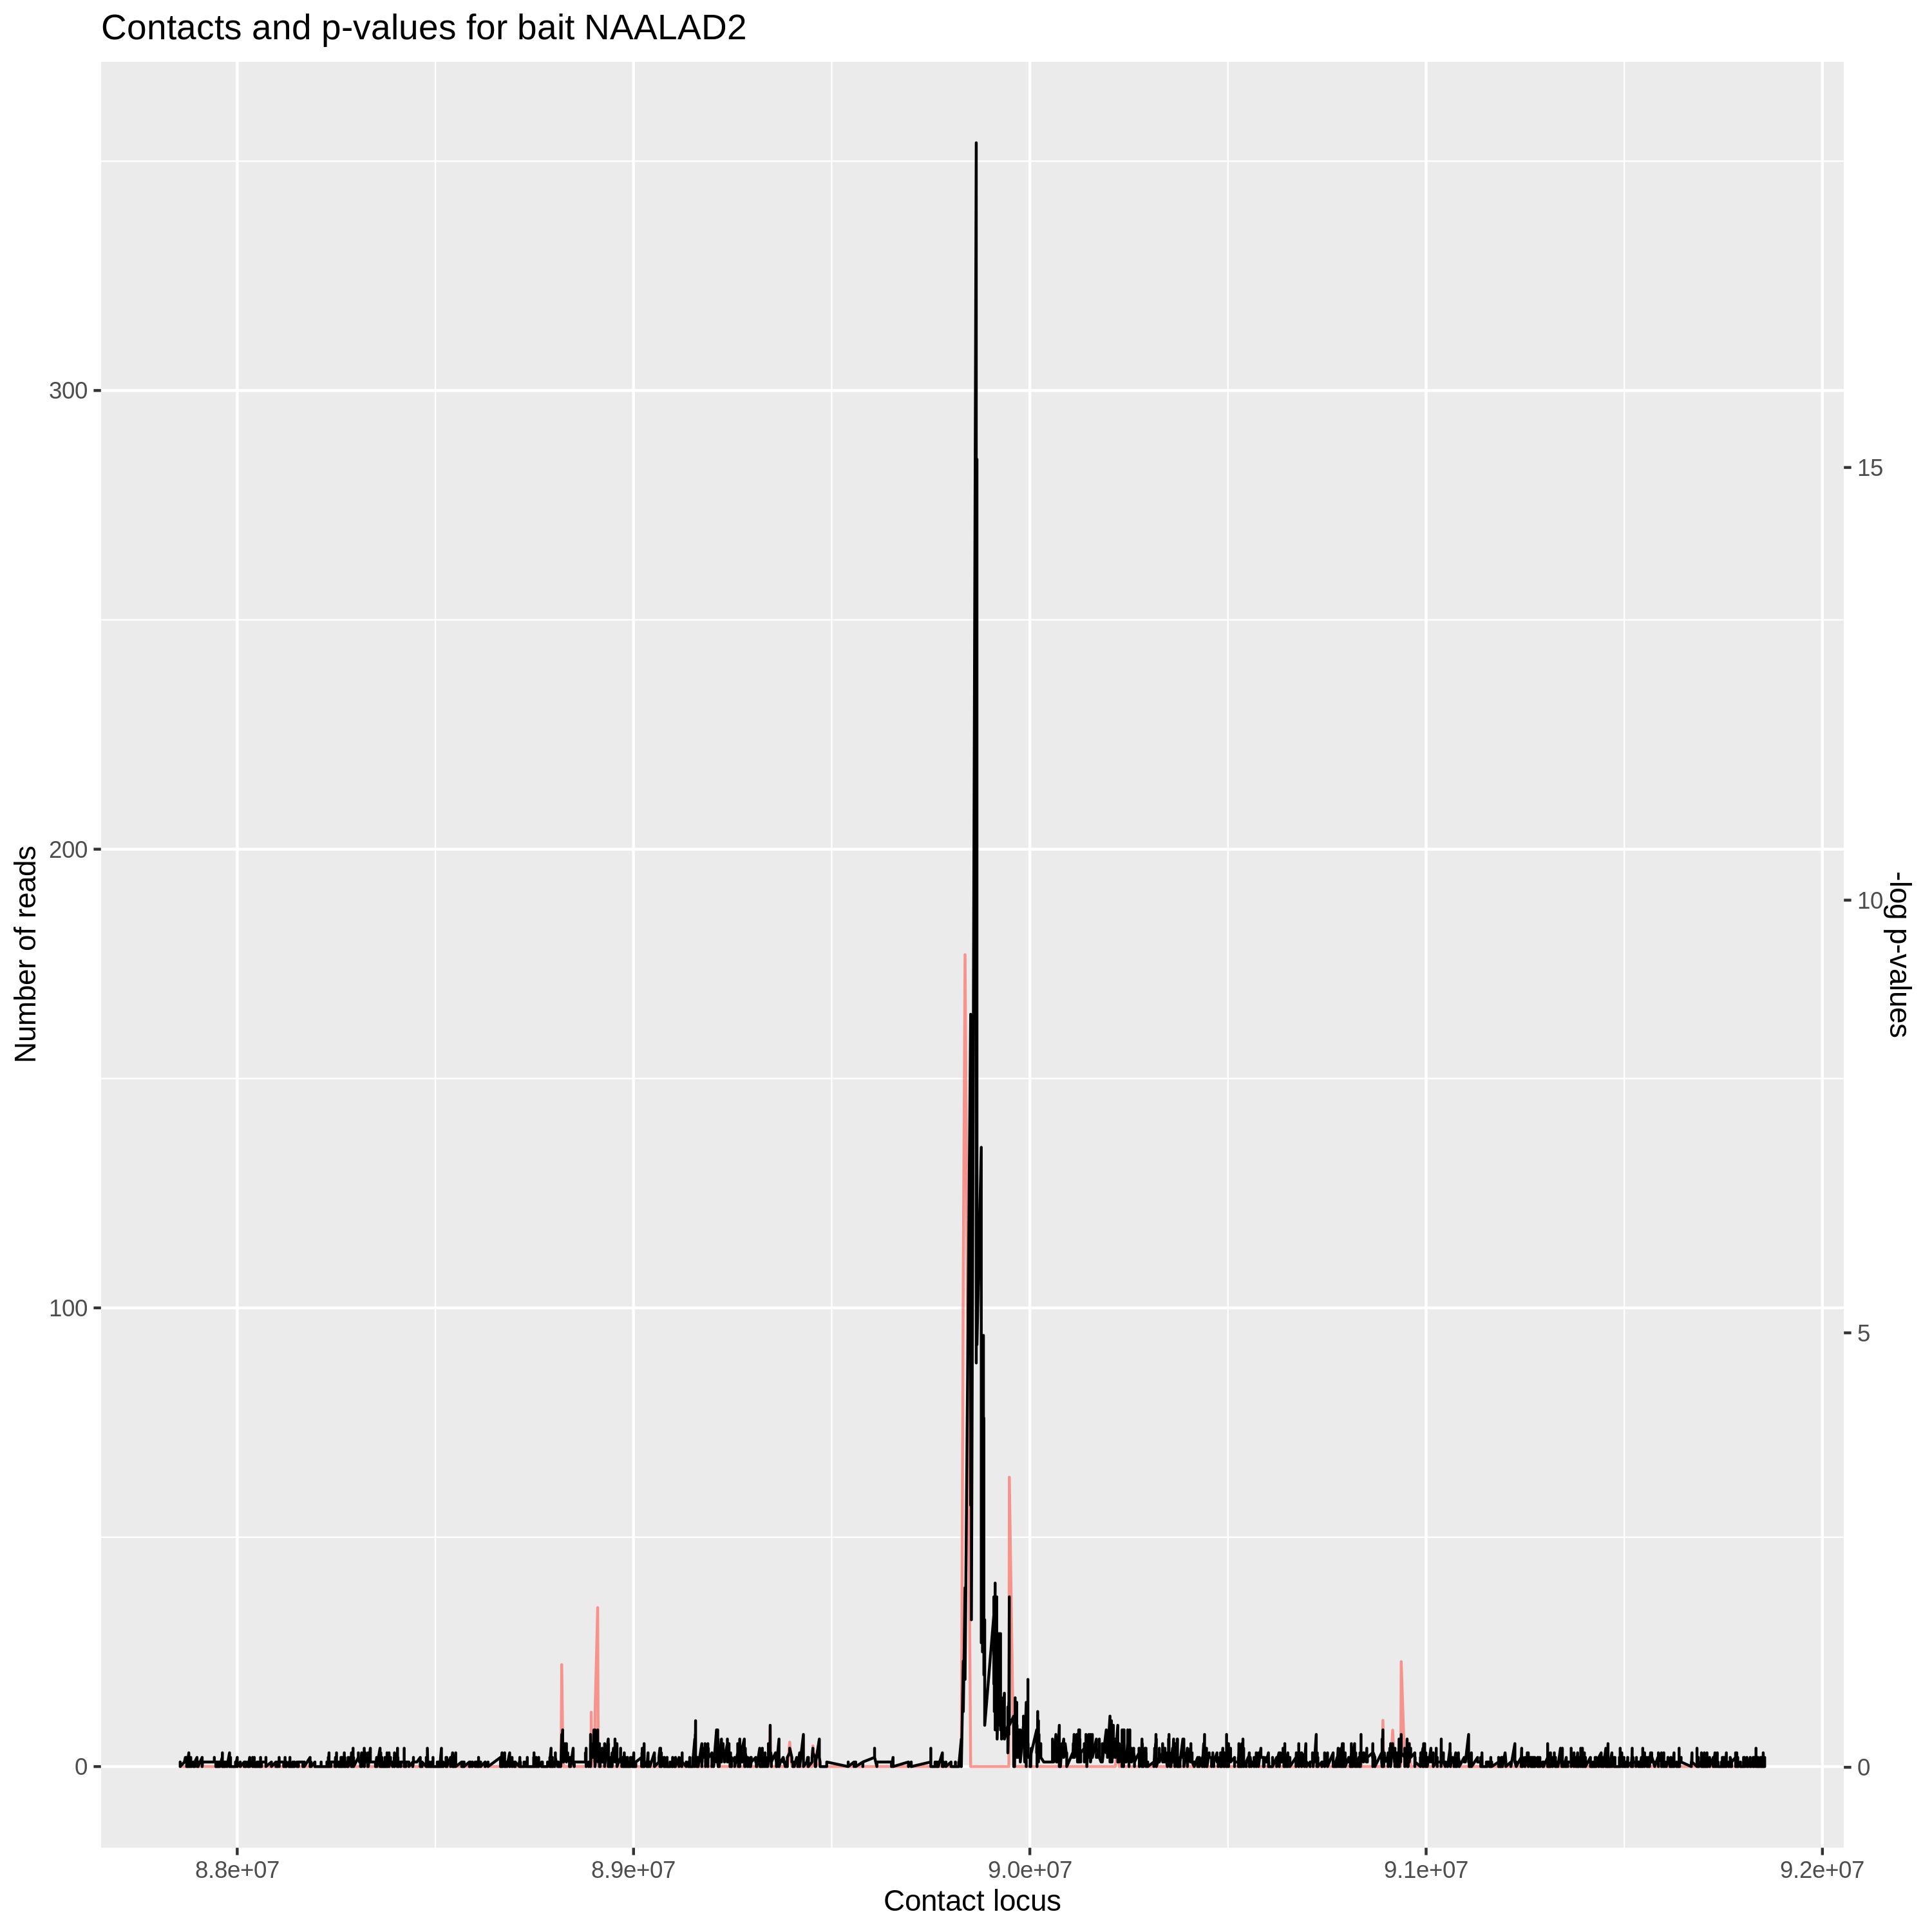 Contacts and p-values for bait NAALAD2
300
200
100
0
Number of reads
15
10
5
0
-log p-values
8.8e+07
8.9e+07
9.0e+07
9.1e+07
9.2e+07
Contact locus